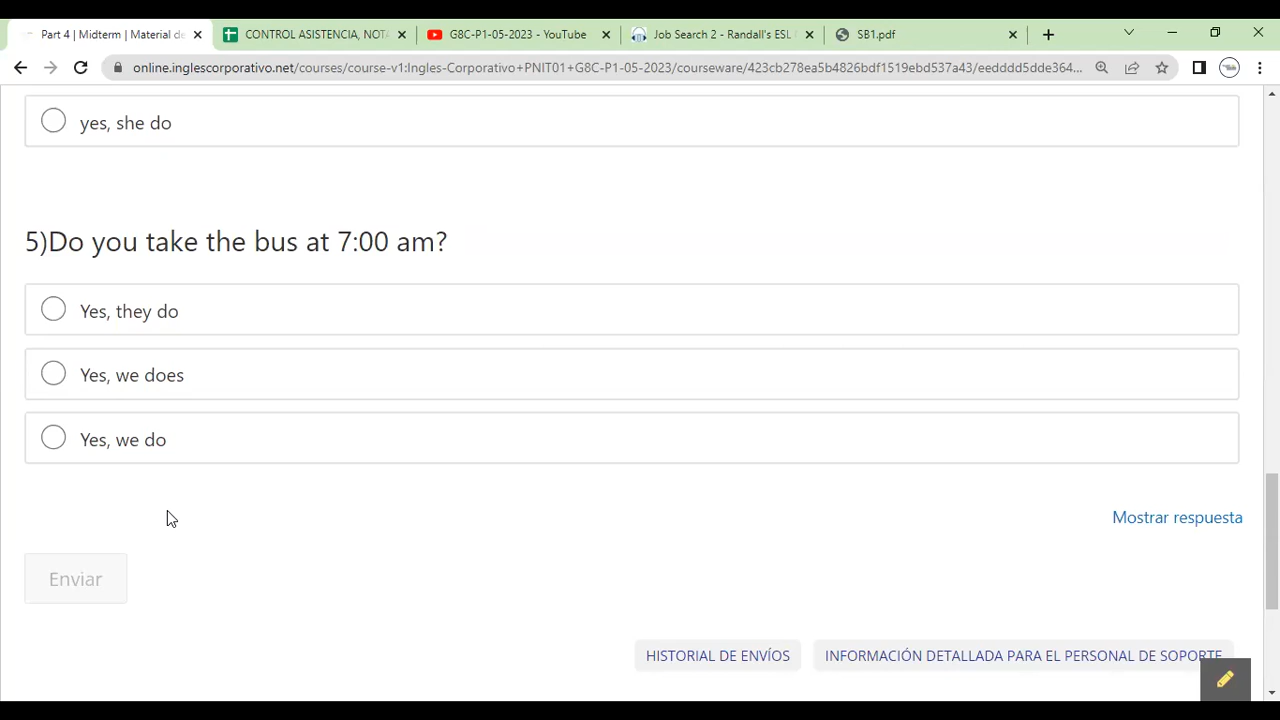 Part 4 | Midterm | Material de
CONTROL ASISTENCIA, NOTA
G8C-P1-05-2023 - YouTube
Job Search 2 - Randall's ESL
SB1.pdf
online.inglescorporativo.net/courses/course-v1:Ingles-Corporativo+PNIT01+G8C-P1-05-2023/courseware/423cb278ea5b4826bdf1519ebd537a43/eedddd5dde364...
yes, she do
5)Do you take the bus at 7:00 am?
Yes, they do
Yes, we does
Yes, we do
Mostrar respuesta
Enviar
HISTORIAL DE ENVÍOS
INFORMACIÓN DETALLADA PARA EL PERSONAL DE SOPORTE